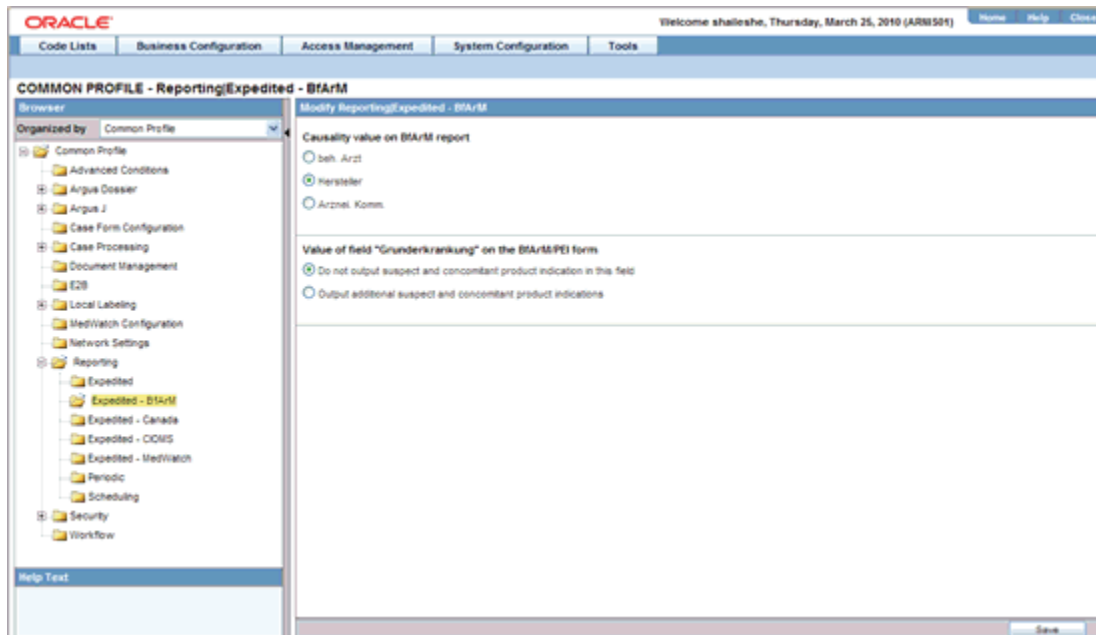 ORACLE
Welcome shailesh, Thursday, March 25, 2010 (ARMIS01)
Home Help Close
Code Lists Business Configuration Access Management System Configuration Tools
COMMON PROFILE - Reporting|Expedited - BfArM
Browser
Organized by Common Profile
Common Profile
Advanced Conditions
Argus Dossier
Argus J
Case Form Configuration
Case Processing
Document Management
E2B
Local Labeling
MedWatch Configuration
Network Settings
Reporting
Expedited
Expedited - BfArM
Expedited - Canada
Expedited - CIOMS
Expedited - MedWatch
Periodic
Scheduling
Security
Workflow
Help Text
Modify Reporting|Expedited - BfArM
Causality value on BfArM report
beh. Arzt
Hersteller
Arznei. Komm.
Value of field "Grunderkrankung" on the BfArM/PEI form
Do not output suspect and concomitant product indication in this field
Output additional suspect and concomitant product indications
Save